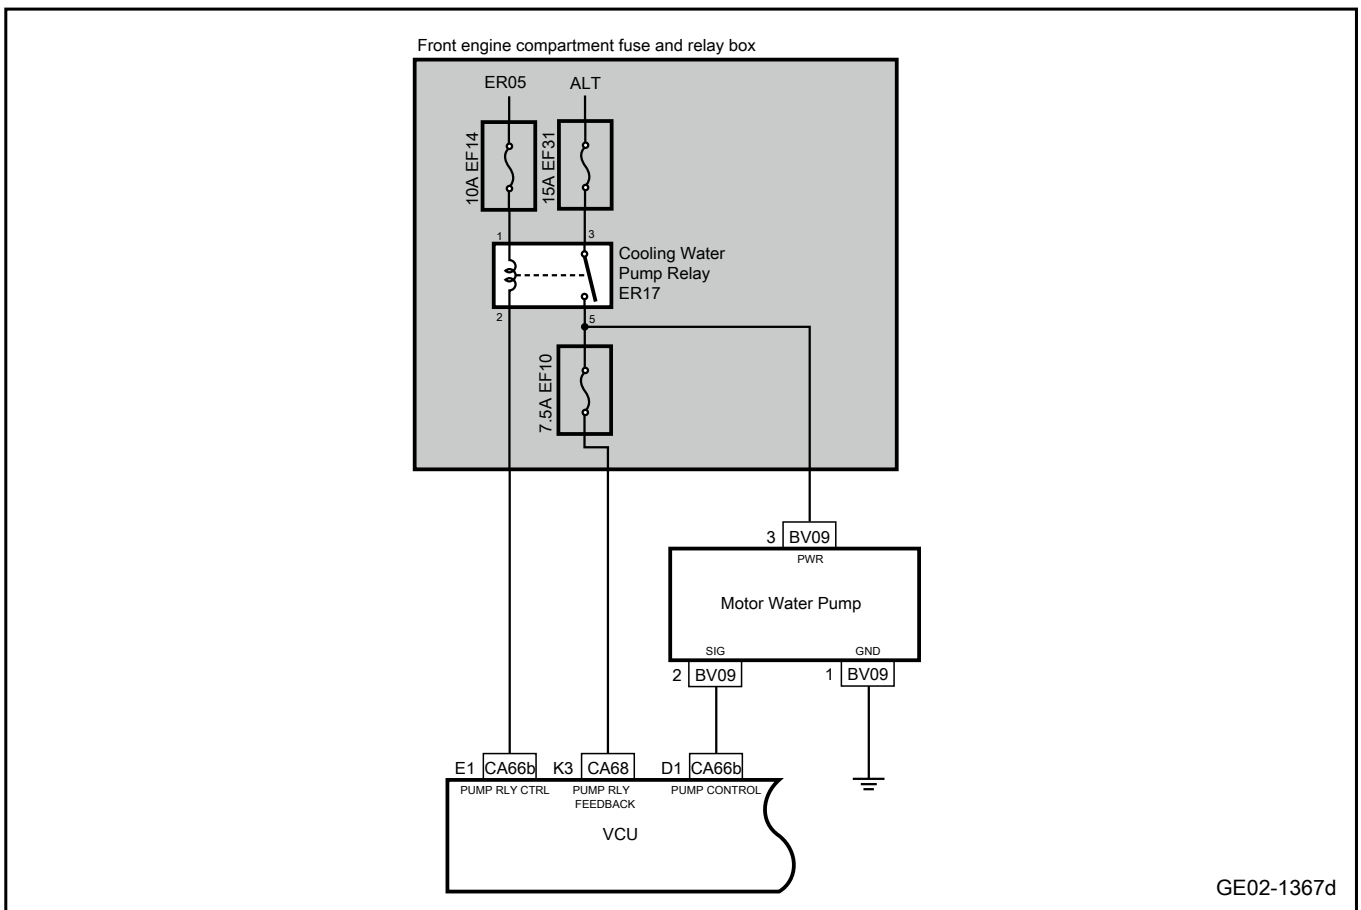 Front engine compartment fuse and relay box
ER05
ALT
10A EF14
15A EF31
1
3
Cooling Water
Pump Relay
ER17
2
5
7.5A EF10
3
BV09
PWR
Motor Water Pump
SIG
GND
2
BV09
1
BV09
E1
CA66b
K3
CA68
D1
CA66b
PUMP RLY CTRL
PUMP RLY
FEEDBACK
PUMP CONTROL
VCU
GE02-1367d